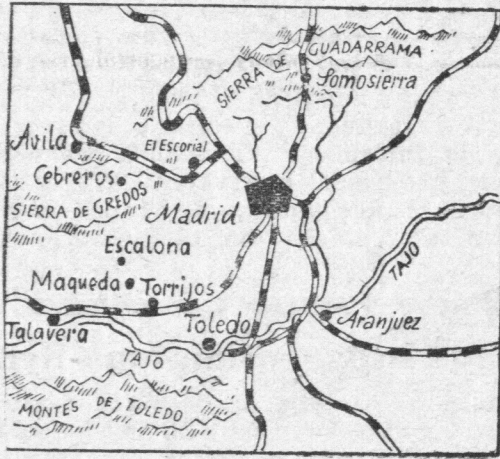 SIERRA DE GUADARRAMA
Somosierra
Avila
El Escorial
Cebreros
SIERRA DE GREDOS
Madrid
Escalona
TAJO
Maqueda
Torrijos
Talavera
Toledo
Aranjuez
TAJO
MONTES DE TOLEDO